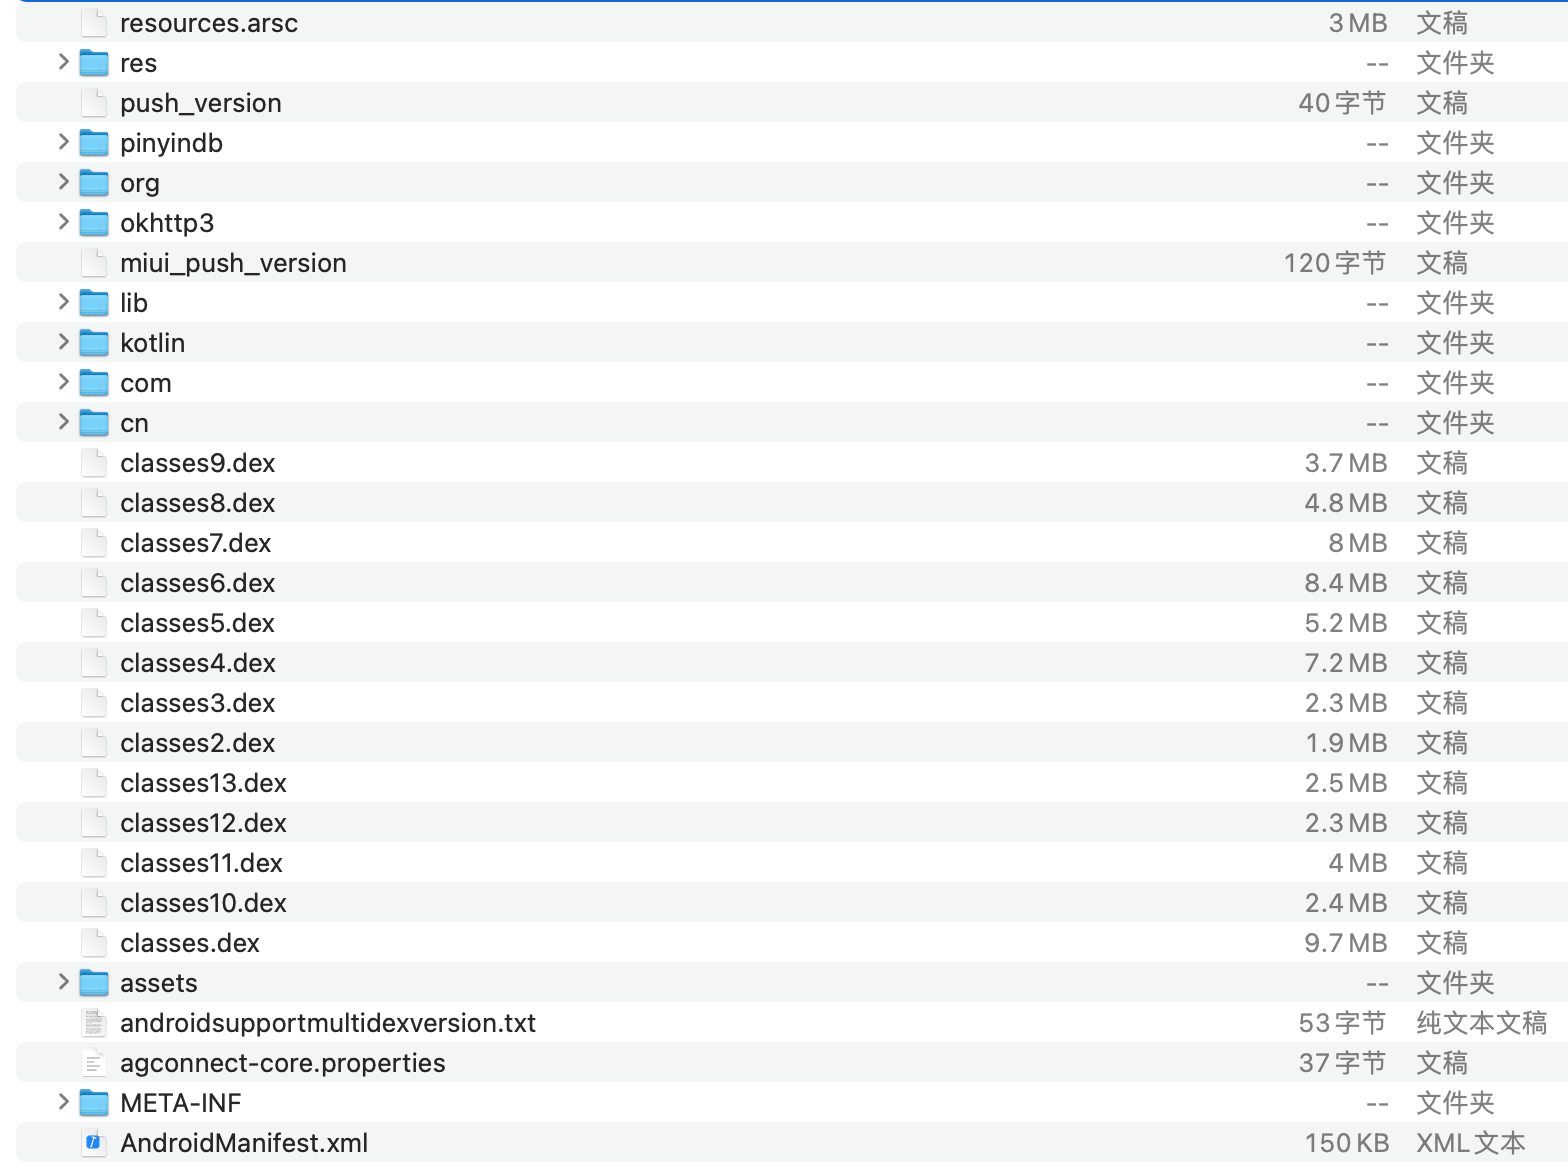 resources.arsc 3 MB 文稿
res -- 文件夹
push_version 40 字节 文稿
pinyindb -- 文件夹
org -- 文件夹
okhttp3 -- 文件夹
miui_push_version 120 字节 文稿
lib -- 文件夹
kotlin -- 文件夹
com -- 文件夹
cn -- 文件夹
classes9.dex 3.7 MB 文稿
classes8.dex 4.8 MB 文稿
classes7.dex 8 MB 文稿
classes6.dex 8.4 MB 文稿
classes5.dex 5.2 MB 文稿
classes4.dex 7.2 MB 文稿
classes3.dex 2.3 MB 文稿
classes2.dex 1.9 MB 文稿
classes13.dex 2.5 MB 文稿
classes12.dex 2.3 MB 文稿
classes11.dex 4 MB 文稿
classes10.dex 2.4 MB 文稿
classes.dex 9.7 MB 文稿
assets -- 文件夹
androidsupportmultidexversion.txt 53 字节 纯文本文稿
agconnect-core.properties 37 字节 文稿
META-INF -- 文件夹
AndroidManifest.xml 150 KB XML文本